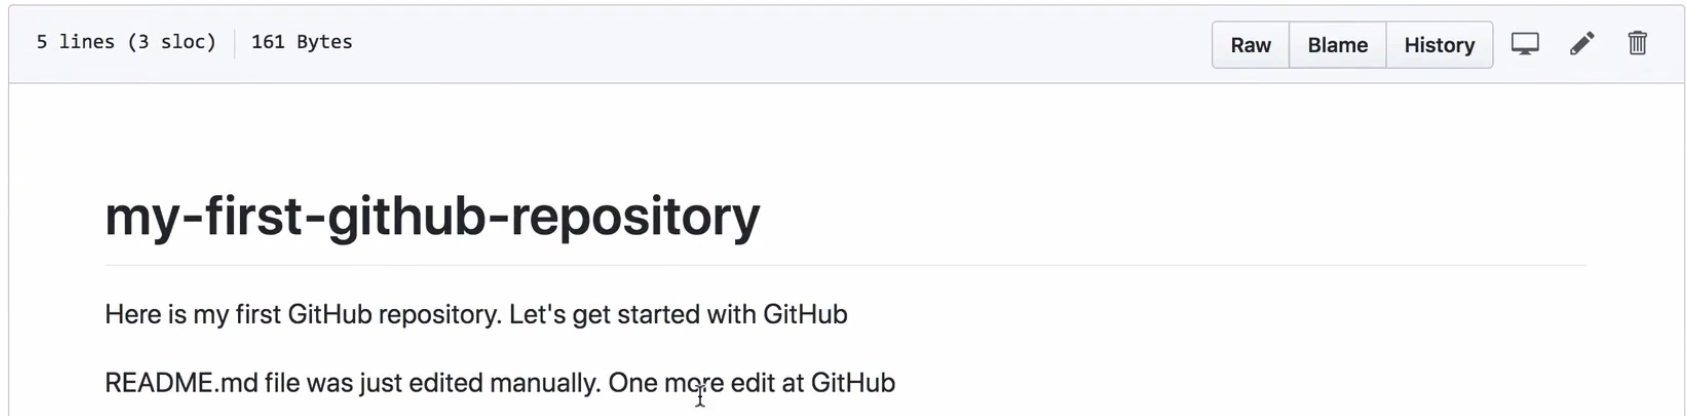 5 lines (3 sloc) 161 Bytes Raw Blame History
my-first-github-repository
Here is my first GitHub repository. Let's get started with GitHub
README.md file was just edited manually. One more edit at GitHub